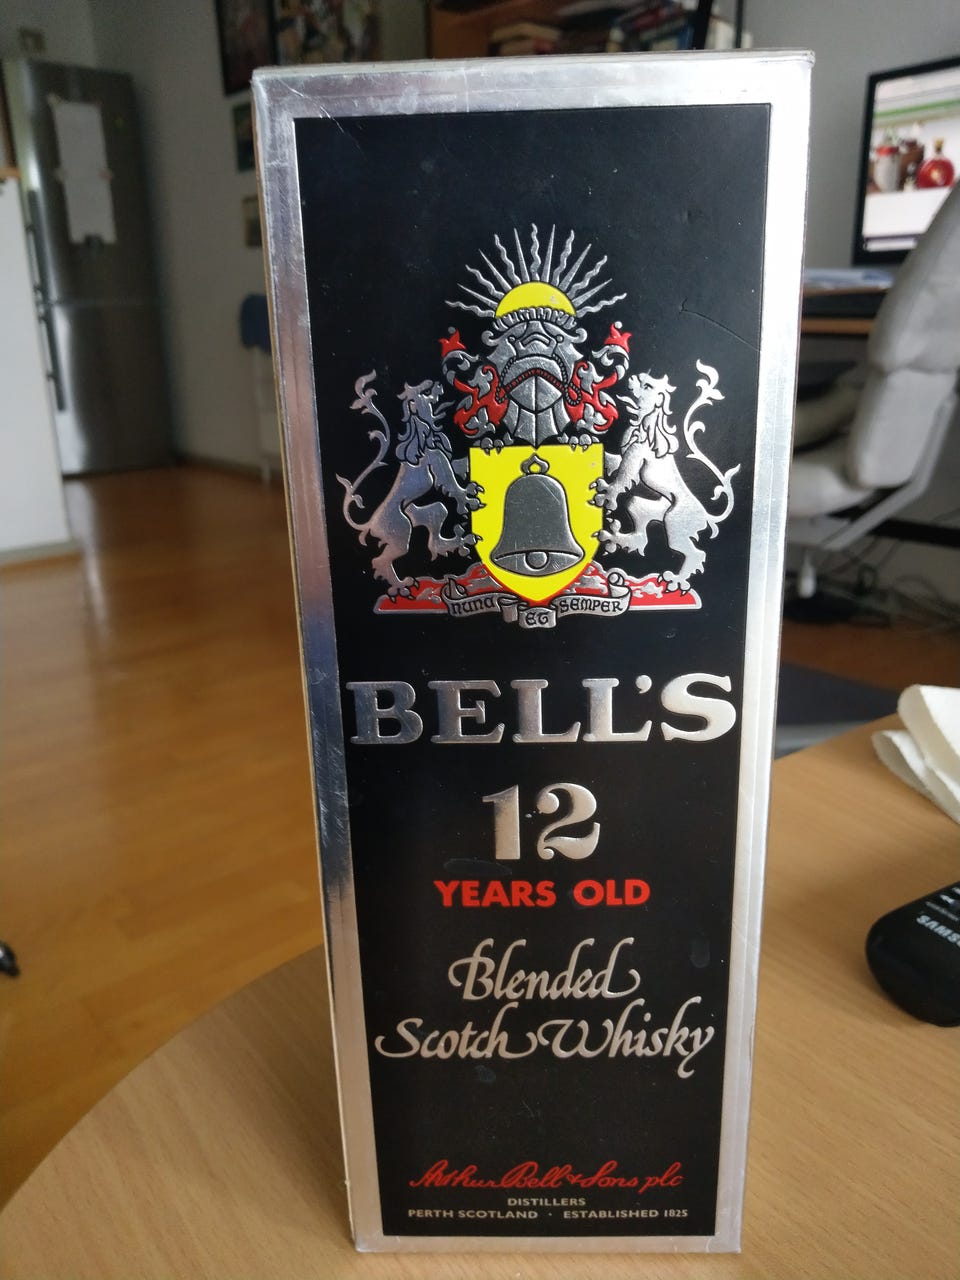 NUNC ET SEMPER
BELL'S
12
YEARS OLD
Blended
Scotch Whisky
Arthur Bell & Sons plc
DISTILLERS
PERTH SCOTLAND · ESTABLISHED 1825